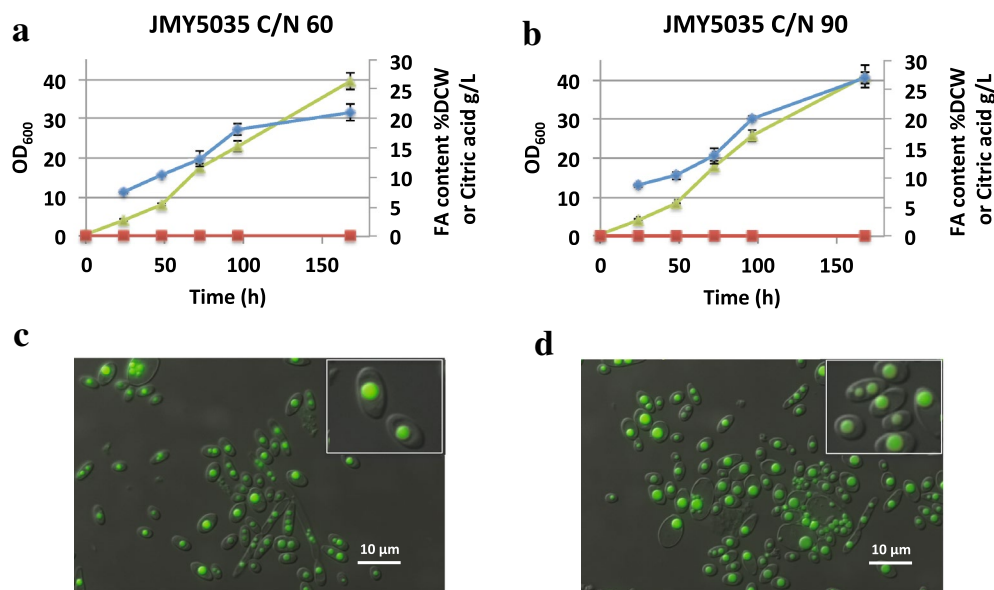 a
JMY5035 C/N 60
40
30
20
10
0
OD600
30
25
20
15
10
5
0
FA content %DCW
or Citric acid g/L
0 50 100 150
Time (h)
b
JMY5035 C/N 90
40
30
20
10
0
OD600
30
25
20
15
10
5
0
FA content %DCW
or Citric acid g/L
0 50 100 150
Time (h)
c
10 µm
d
10 µm